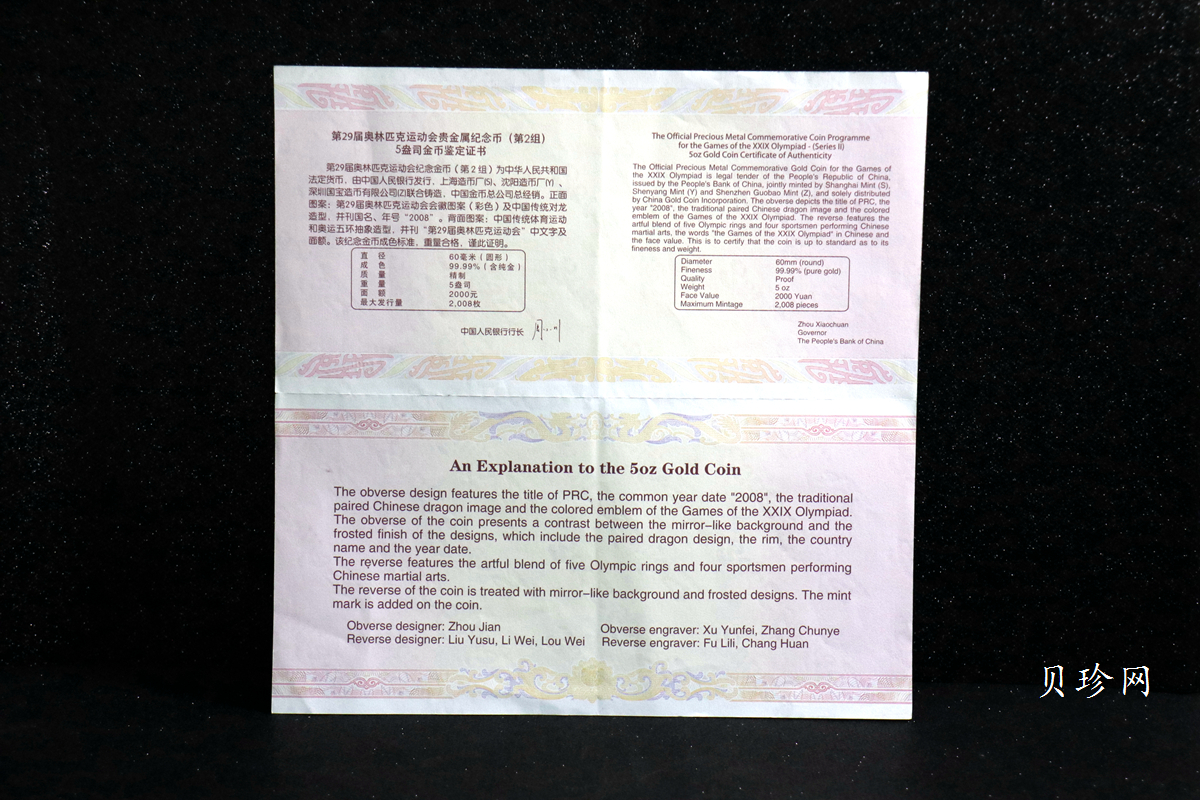 第29届奥林匹克运动会贵金属纪念币（第2组）
5盎司金币鉴定证书
第29届奥林匹克运动会纪念金币（第2组）为中华人民共和国
法定货币，由中国人民银行发行，上海造币厂(S)、沈阳造币厂(Y)、
深圳国宝造币有限公司(Z)联合铸造，中国金币总公司总经销。正面
图案：第29届奥林匹克运动会会徽图案（彩色）及中国传统对龙
造型，并刊国名、年号“2008”。背面图案：中国传统体育运动
和奥运五环抽象造型，并刊“第29届奥林匹克运动会”中文字及
面额。该纪念金币成色标准，重量合格，谨此证明。
直 径 60毫米（圆形）
成 色 99.99%（含纯金）
质 量 精制
重 量 5盎司
面 额 2000元
最大发行量 2,008枚
中国人民银行行长
The Official Precious Metal Commemorative Coin Programme
for the Games of the XXIX Olympiad - (Series II)
5oz Gold Coin Certificate of Authenticity
The Official Precious Metal Commemorative Gold Coin for the Games of
the XXIX Olympiad is legal tender of the People's Republic of China,
issued by the People's Bank of China, jointly minted by Shanghai Mint (S),
Shenyang Mint (Y) and Shenzhen Guobao Mint (Z), and solely distributed
by China Gold Coin Incorporation. The obverse depicts the title of PRC, the
year "2008", the traditional paired Chinese dragon image and the colored
emblem of the Games of the XXIX Olympiad. The reverse features the
artful blend of five Olympic rings and four sportsmen performing Chinese
martial arts, the words "the Games of the XXIX Olympiad" in Chinese and
the face value. This is to certify that the coin is up to standard as to its
fineness and weight.
Diameter 60mm (round)
Fineness 99.99% (pure gold)
Quality Proof
Weight 5 oz
Face Value 2000 Yuan
Maximum Mintage 2,008 pieces
Zhou Xiaochuan
Governor
The People's Bank of China
An Explanation to the 5oz Gold Coin
The obverse design features the title of PRC, the common year date "2008", the traditional
paired Chinese dragon image and the colored emblem of the Games of the XXIX Olympiad.
The obverse of the coin presents a contrast between the mirror-like background and the
frosted finish of the designs, which include the paired dragon design, the rim, the country
name and the year date.
The reverse features the artful blend of five Olympic rings and four sportsmen performing
Chinese martial arts.
The reverse of the coin is treated with mirror-like background and frosted designs. The mint
mark is added on the coin.
Obverse designer: Zhou Jian Obverse engraver: Xu Yunfei, Zhang Chunye
Reverse designer: Liu Yusu, Li Wei, Lou Wei Reverse engraver: Fu Lili, Chang Huan
贝珍网